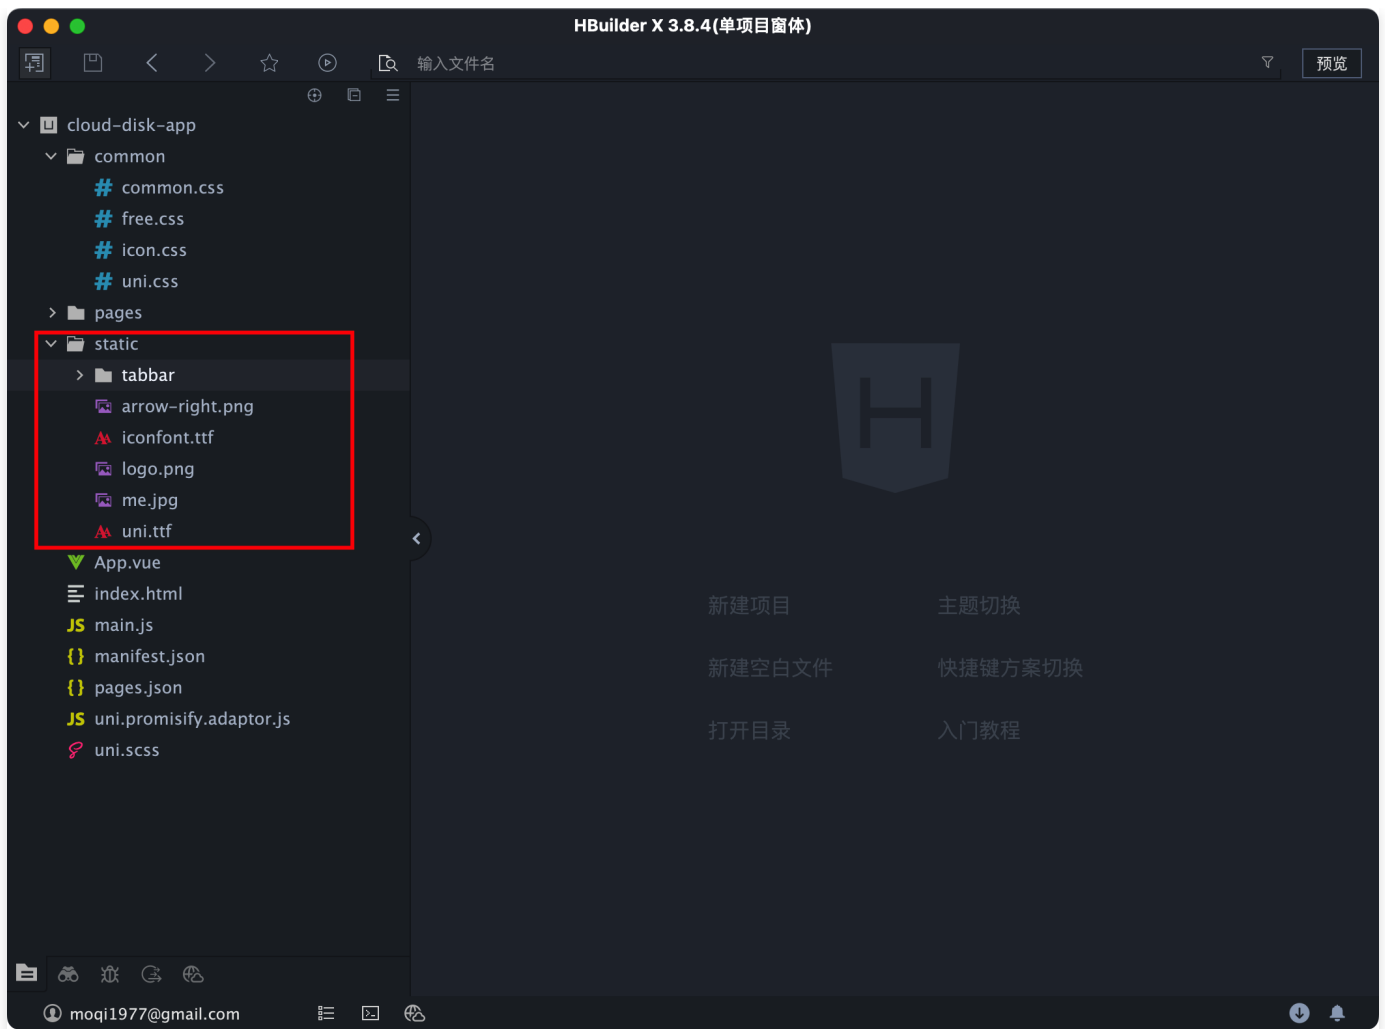 HBuilder X 3.8.4(单项目窗体)
输入文件名
预览
cloud-disk-app
common
common.css
free.css
icon.css
uni.css
pages
static
tabbar
arrow-right.png
iconfont.ttf
logo.png
me.jpg
uni.ttf
App.vue
index.html
main.js
manifest.json
pages.json
uni.promisify.adaptor.js
uni.scss
新建项目 主题切换
新建空白文件 快捷键方案切换
打开目录 入门教程
moqi1977@gmail.com